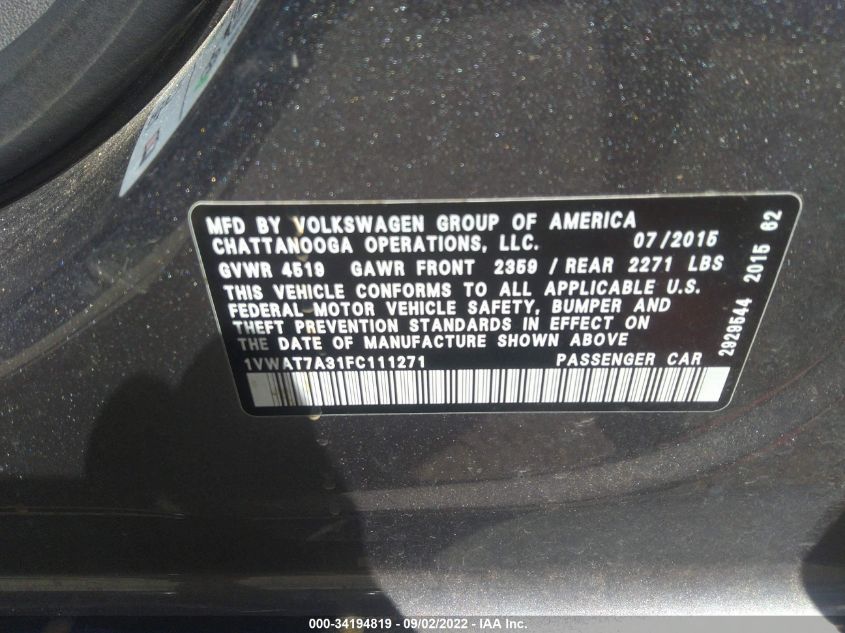 MFD BY VOLKSWAGEN GROUP OF AMERICA
CHATTANOOGA OPERATIONS, LLC. 07/2015
GVWR 4519 GAWR FRONT 2359 / REAR 2271 LBS
THIS VEHICLE CONFORMS TO ALL APPLICABLE U.S.
FEDERAL MOTOR VEHICLE SAFETY, BUMPER AND
THEFT PREVENTION STANDARDS IN EFFECT ON
THE DATE OF MANUFACTURE SHOWN ABOVE
1VWAT7A31FC111271 PASSENGER CAR
2929544 2015 62
000-34194819 - 09/02/2022 - IAA Inc.